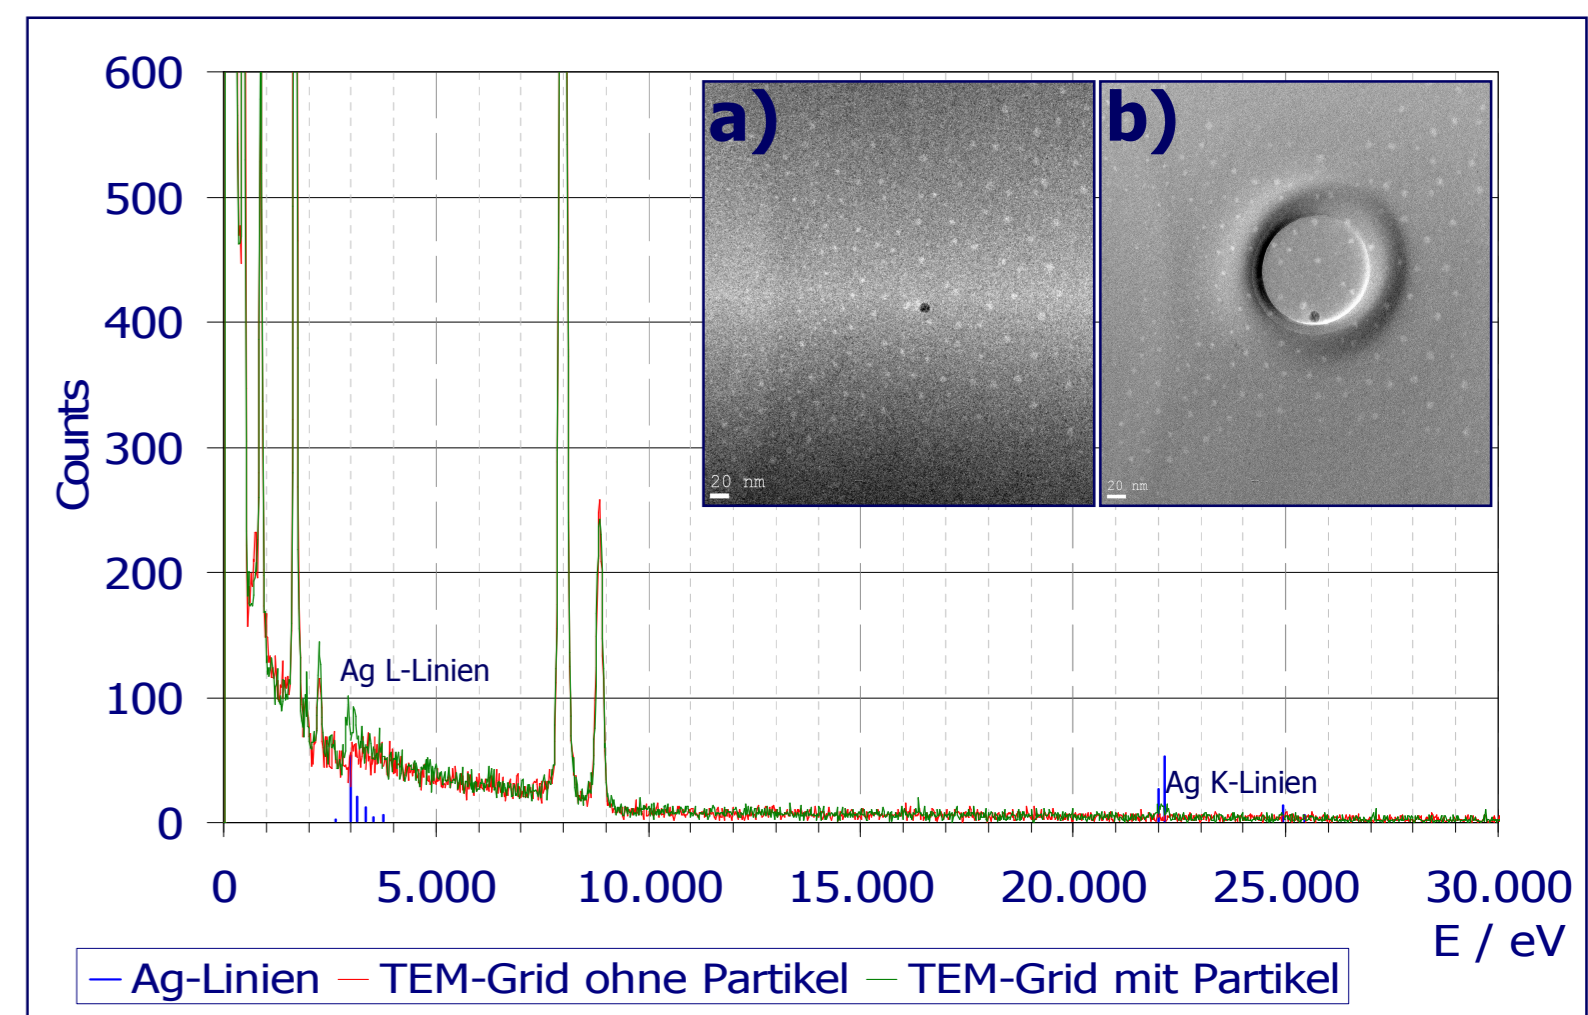 600
500
400
300
200
100
0
Counts
a)
b)
20 nm
20 nm
Ag L-Linien
Ag K-Linien
0 5.000 10.000 15.000 20.000 25.000 30.000
E / eV
Ag-Linien TEM-Grid ohne Partikel TEM-Grid mit Partikel